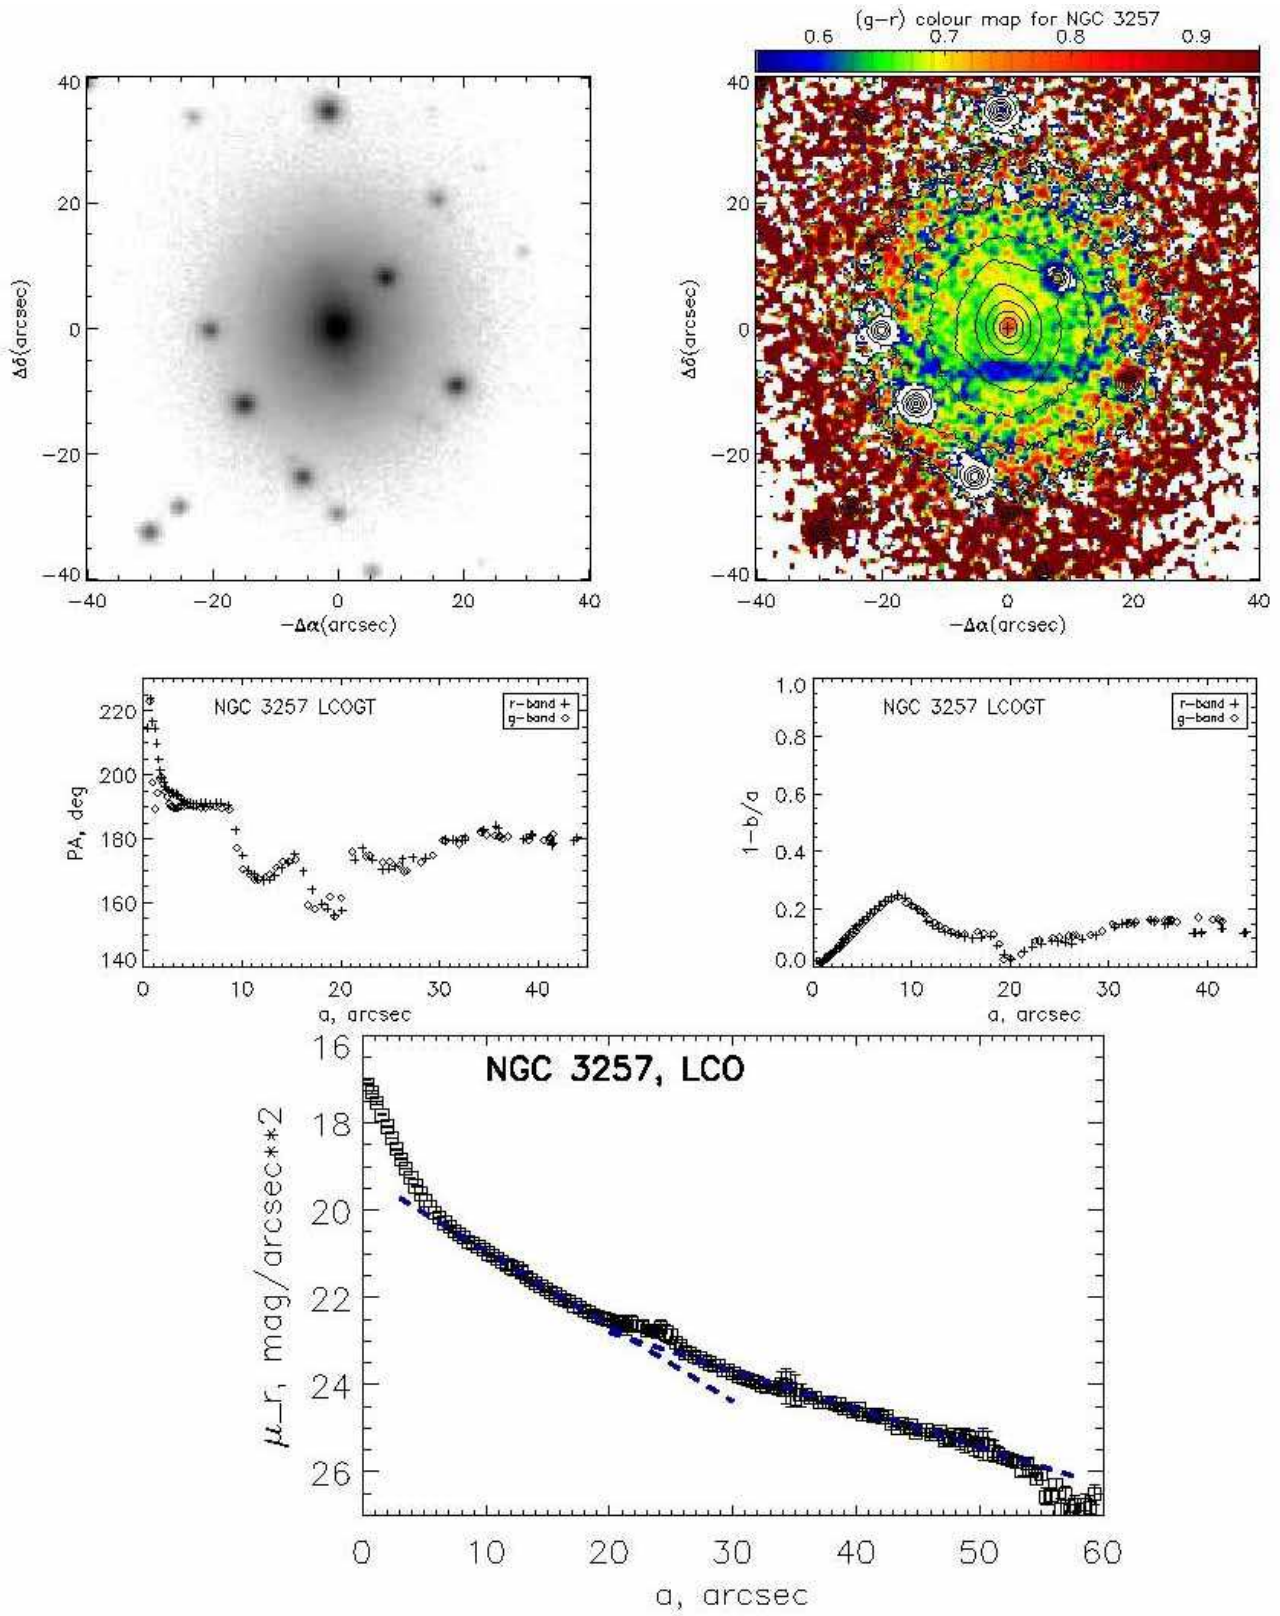 (g-r) colour map for NGC 3257
0.6 0.7 0.8 0.9
40
20
0
-20
-40
Δδ(arcsec)
-40 -20 0 20 40
-Δα(arcsec)
40
20
0
-20
-40
Δδ(arcsec)
-40 -20 0 20 40
-Δα(arcsec)
NGC 3257 LCOGT
r-band +
g-band ◇
220
200
180
160
140
PA, deg
0 10 20 30 40
a, arcsec
NGC 3257 LCOGT
r-band +
g-band ◇
1.0
0.8
0.6
0.4
0.2
0.0
1-b/a
0 10 20 30 40
a, arcsec
NGC 3257, LCO
16
18
20
22
24
26
μ_r, mag/arcsec**2
0 10 20 30 40 50 60
a, arcsec